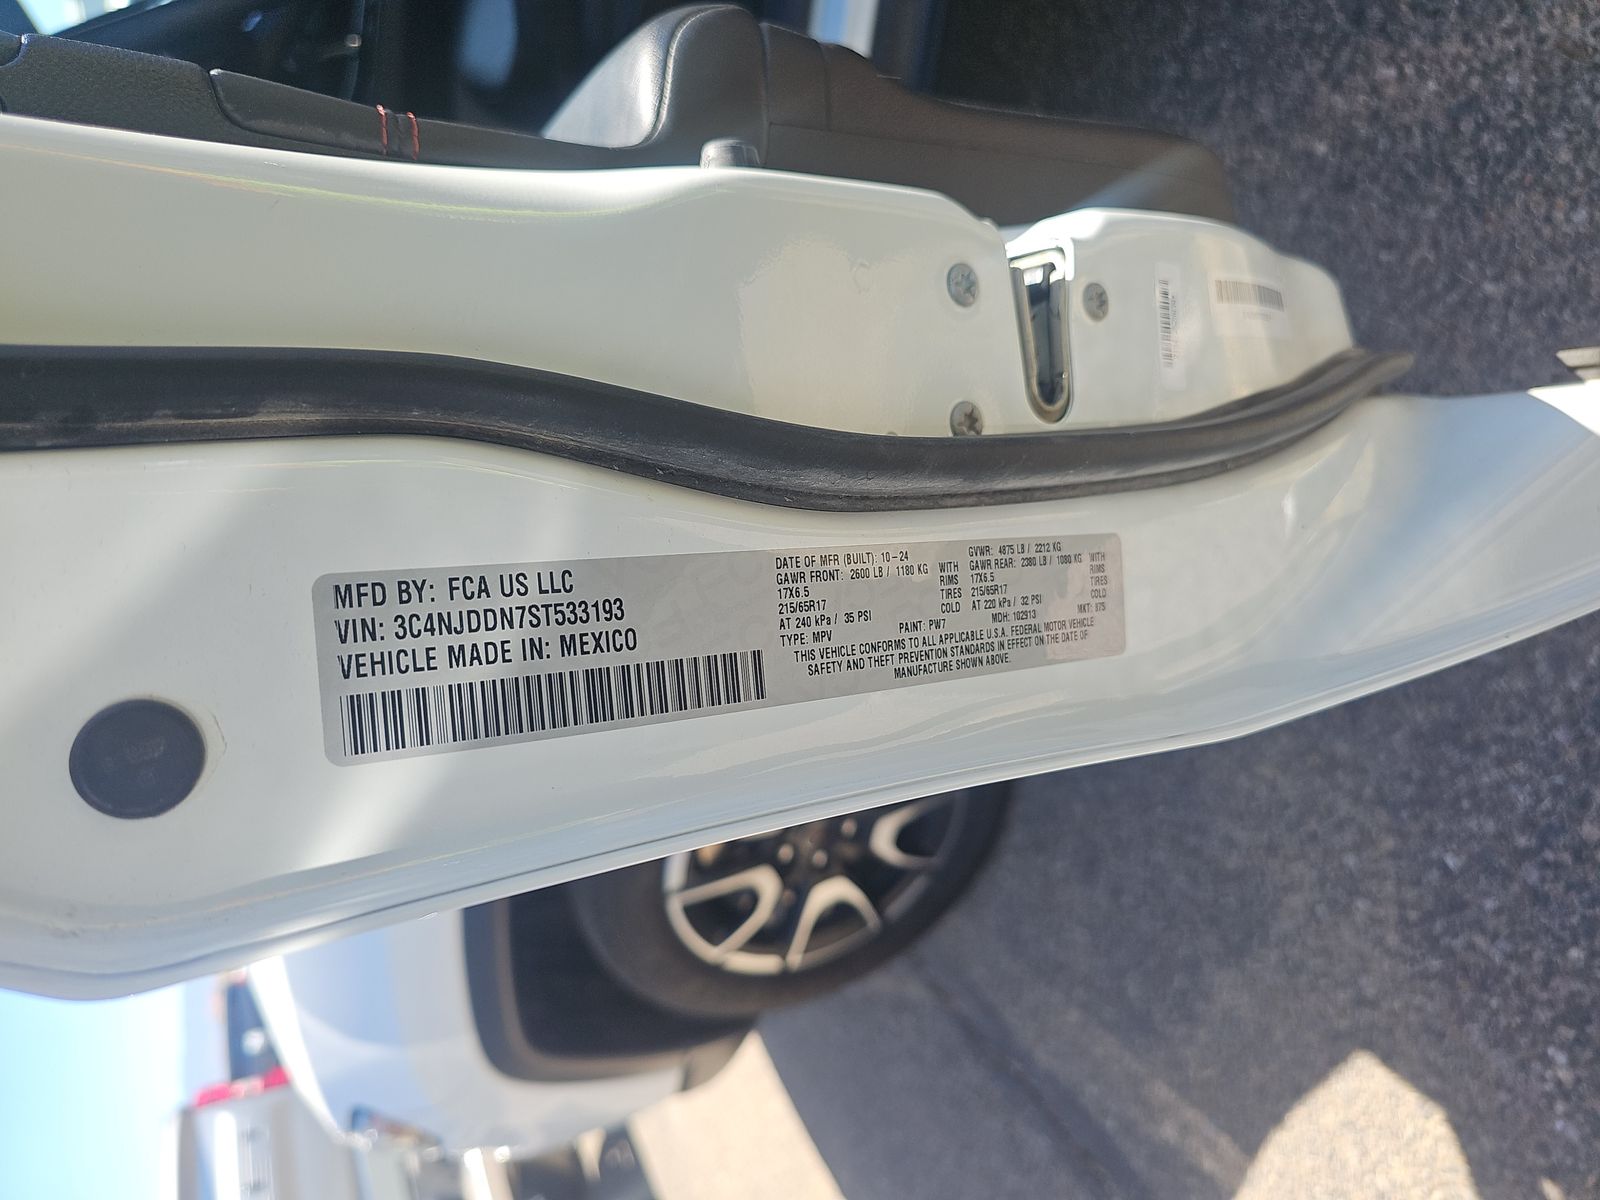 MFD BY: FCA US LLC
VIN: 3C4NJDDN7ST533193
VEHICLE MADE IN: MEXICO
DATE OF MFR (BUILT): 10-24
GVWR: 4875 LB / 2212 KG
GAWR FRONT: 2600 LB / 1180 KG WITH
17X6.5 RIMS
215/65R17 TIRES
AT 240 kPa / 35 PSI COLD
GAWR REAR: 2380 LB / 1080 KG WITH
17X6.5 RIMS
215/65R17 TIRES
AT 220 kPa / 32 PSI COLD
TYPE: MPV PAINT: PW7 MDH: 102913 MKT: 875
THIS VEHICLE CONFORMS TO ALL APPLICABLE U.S.A. FEDERAL MOTOR VEHICLE
SAFETY AND THEFT PREVENTION STANDARDS IN EFFECT ON THE DATE OF
MANUFACTURE SHOWN ABOVE.